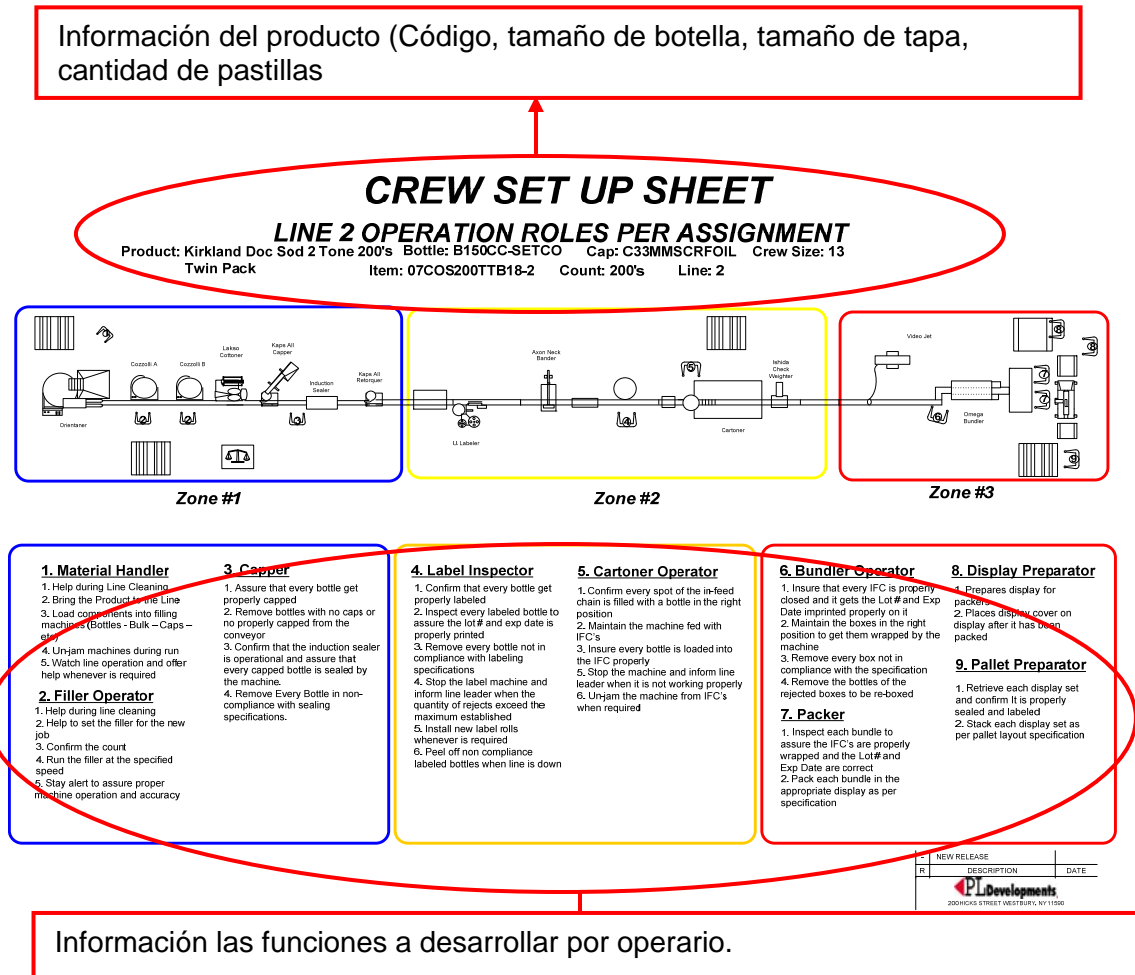 Información del producto (Código, tamaño de botella, tamaño de tapa,
cantidad de pastillas
CREW SET UP SHEET
LINE 2 OPERATION ROLES PER ASSIGNMENT
Product: Kirkland Doc Sod 2 Tone 200's Bottle: B150CC-SETCO Cap: C33MMSCRFOIL Crew Size: 13
Twin Pack Item: 07COS200TTB18-2 Count: 200's Line: 2
Orientaner
Cozzolli A
Cozzolli B
Lakso
Cottoner
Kaps All
Capper
Induction
Sealer
Kaps All
Retorquer
1
2
2
3
Zone #1
LI. Labeler
Axon Neck
Bander
Cartoner
Ishida
Check
Weighter
4
5
Zone #2
Video Jet
Omega
Bundler
6
7
7
8
8
9
Zone #3
1. Material Handler
1. Help during Line Cleaning
2. Bring the Product to the Line
3. Load components into filling
machines (Bottles - Bulk – Caps –
etc)
4. Un-jam machines during run
5. Watch line operation and offer
help whenever is required
2. Filler Operator
1. Help during line cleaning
2. Help to set the filler for the new
job
3. Confirm the count
4. Run the filler at the specified
speed
5. Stay alert to assure proper
machine operation and accuracy
3. Capper
1. Assure that every bottle get
properly capped
2. Remove bottles with no caps or
no properly capped from the
conveyor
3. Confirm that the induction sealer
is operational and assure that
every capped bottle is sealed by
the machine.
4. Remove Every Bottle in non-
compliance with sealing
specifications.
4. Label Inspector
1. Confirm that every bottle get
properly labeled
2. Inspect every labeled bottle to
assure the lot# and exp date is
properly printed
3. Remove every bottle not in
compliance with labeling
specifications
4. Stop the label machine and
inform line leader when the
quantity of rejects exceed the
maximum established
5. Install new label rolls
whenever is required
6. Peel off non compliance
labeled bottles when line is down
5. Cartoner Operator
1. Confirm every spot of the in-feed
chain is filled with a bottle in the right
position
2. Maintain the machine fed with
IFC's
3. Insure every bottle is loaded into
the IFC properly
5. Stop the machine and inform line
leader when it is not working properly
6. Un-jam the machine from IFC's
when required
6. Bundler Operator
1. Insure that every IFC is properly
closed and it gets the Lot# and Exp
Date imprinted properly on it
2. Maintain the boxes in the right
position to get them wrapped by the
machine
3. Remove every box not in
compliance with the specification
4. Remove the bottles of the
rejected boxes to be re-boxed
7. Packer
1. Inspect each bundle to
assure the IFC's are properly
wrapped and the Lot# and
Exp Date are correct
2. Pack each bundle in the
appropriate display as per
specification
8. Display Preparator
1. Prepares display for
packers
2. Places display cover on
display after it has been
packed
9. Pallet Preparator
1. Retrieve each display set
and confirm It is properly
sealed and labeled
2. Stack each display set as
per pallet layout specification
- NEW RELEASE
R DESCRIPTION DATE
PL Developments
200 HICKS STREET WESTBURY, NY 11590
Información las funciones a desarrollar por operario.